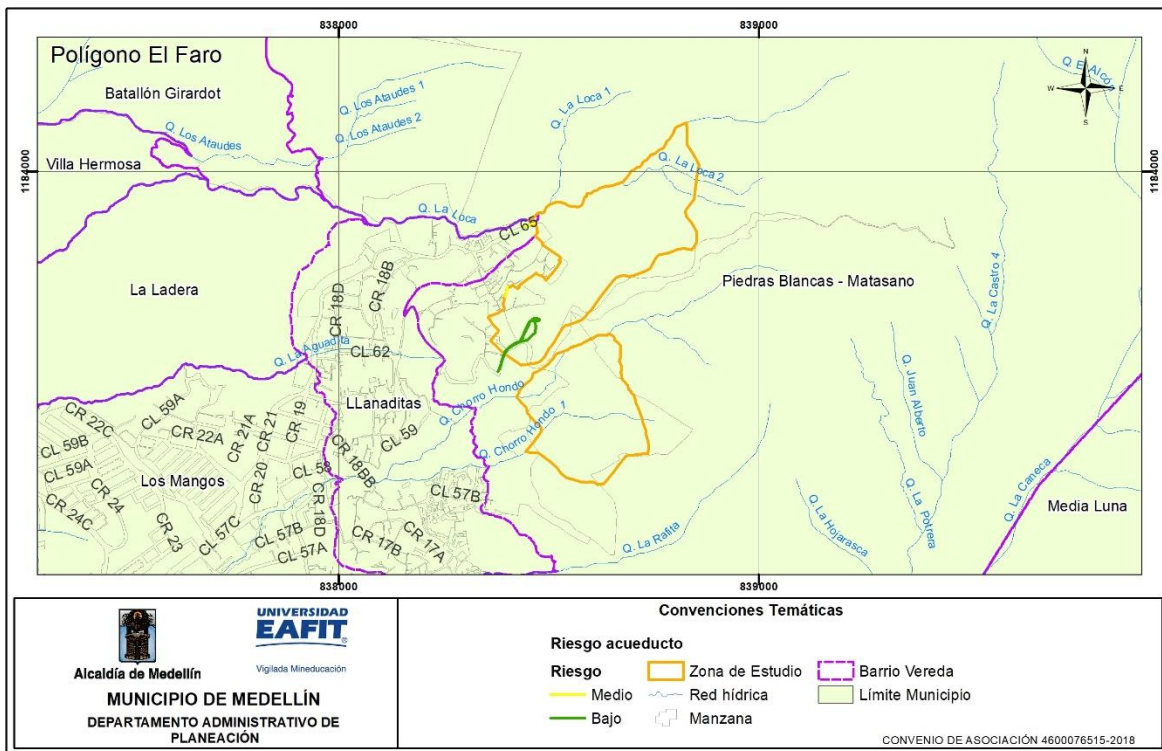 838000
839000
Polígono El Faro
Batallón Girardot
Q. Los Ataudes 1
Q. Los Ataudes 2
Q. Los Ataudes
Q. La Loca 1
Q. El Alcós
N
W
E
S
Villa Hermosa
1184000
1184000
Q. La Loca 2
Q. La Loca
CL 65
La Ladera
CR 18B
CR 18D
Piedras Blancas - Matasano
Q. La Castro 4
Q. La Aguadita
CL 62
LLanaditas
Q. Chorro Hondo
Q. Juan Alberto
CL 59A
CR 22C
CR 22A
CR 21A
CR 21
CR 19
CL 59B
CL 59
Q. Chorro Hondo 1
CL 59A
CR 18BB
CL 58
CR 20
Los Mangos
CR 24
CR 24C
CL 57B
CR 18D
CL 57C
CL 57B
CR 23
CL 57A
CR 17B
CR 17A
Q. La Rafita
Q. La Hojarasca
Q. La Potrera
Q. La Caneca
Media Luna
838000
839000
Alcaldía de Medellín
UNIVERSIDAD
EAFIT
Vigilada Mineducación
MUNICIPIO DE MEDELLÍN
DEPARTAMENTO ADMINISTRATIVO DE
PLANEACIÓN
Convenciones Temáticas
Riesgo acueducto
Riesgo
Medio
Bajo
Zona de Estudio
Red hídrica
Manzana
Barrio Vereda
Límite Municipio
CONVENIO DE ASOCIACIÓN 4600076515-2018